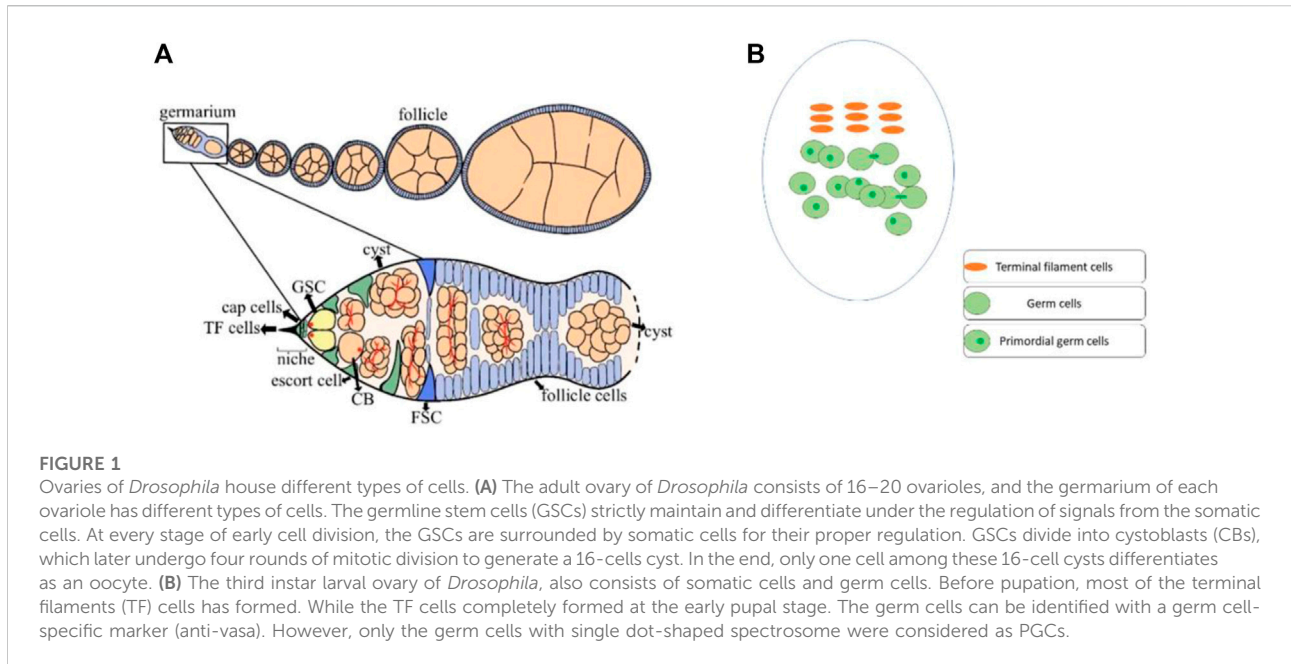 A
B
germarium
follicle
cyst
GSC
cap cells
TF cells
niche
escort cell
CB
FSC
follicle cells
cyst
Terminal filament cells
Germ cells
Primordial germ cells
FIGURE 1
Ovaries of Drosophila house different types of cells. (A) The adult ovary of Drosophila consists of 16–20 ovarioles, and the germarium of each
ovariole has different types of cells. The germline stem cells (GSCs) strictly maintain and differentiate under the regulation of signals from the somatic
cells. At every stage of early cell division, the GSCs are surrounded by somatic cells for their proper regulation. GSCs divide into cystoblasts (CBs),
which later undergo four rounds of mitotic division to generate a 16-cells cyst. In the end, only one cell among these 16-cell cysts differentiates
as an oocyte. (B) The third instar larval ovary of Drosophila, also consists of somatic cells and germ cells. Before pupation, most of the terminal
filaments (TF) cells has formed. While the TF cells completely formed at the early pupal stage. The germ cells can be identified with a germ cell-
specific marker (anti-vasa). However, only the germ cells with single dot-shaped spectrosome were considered as PGCs.